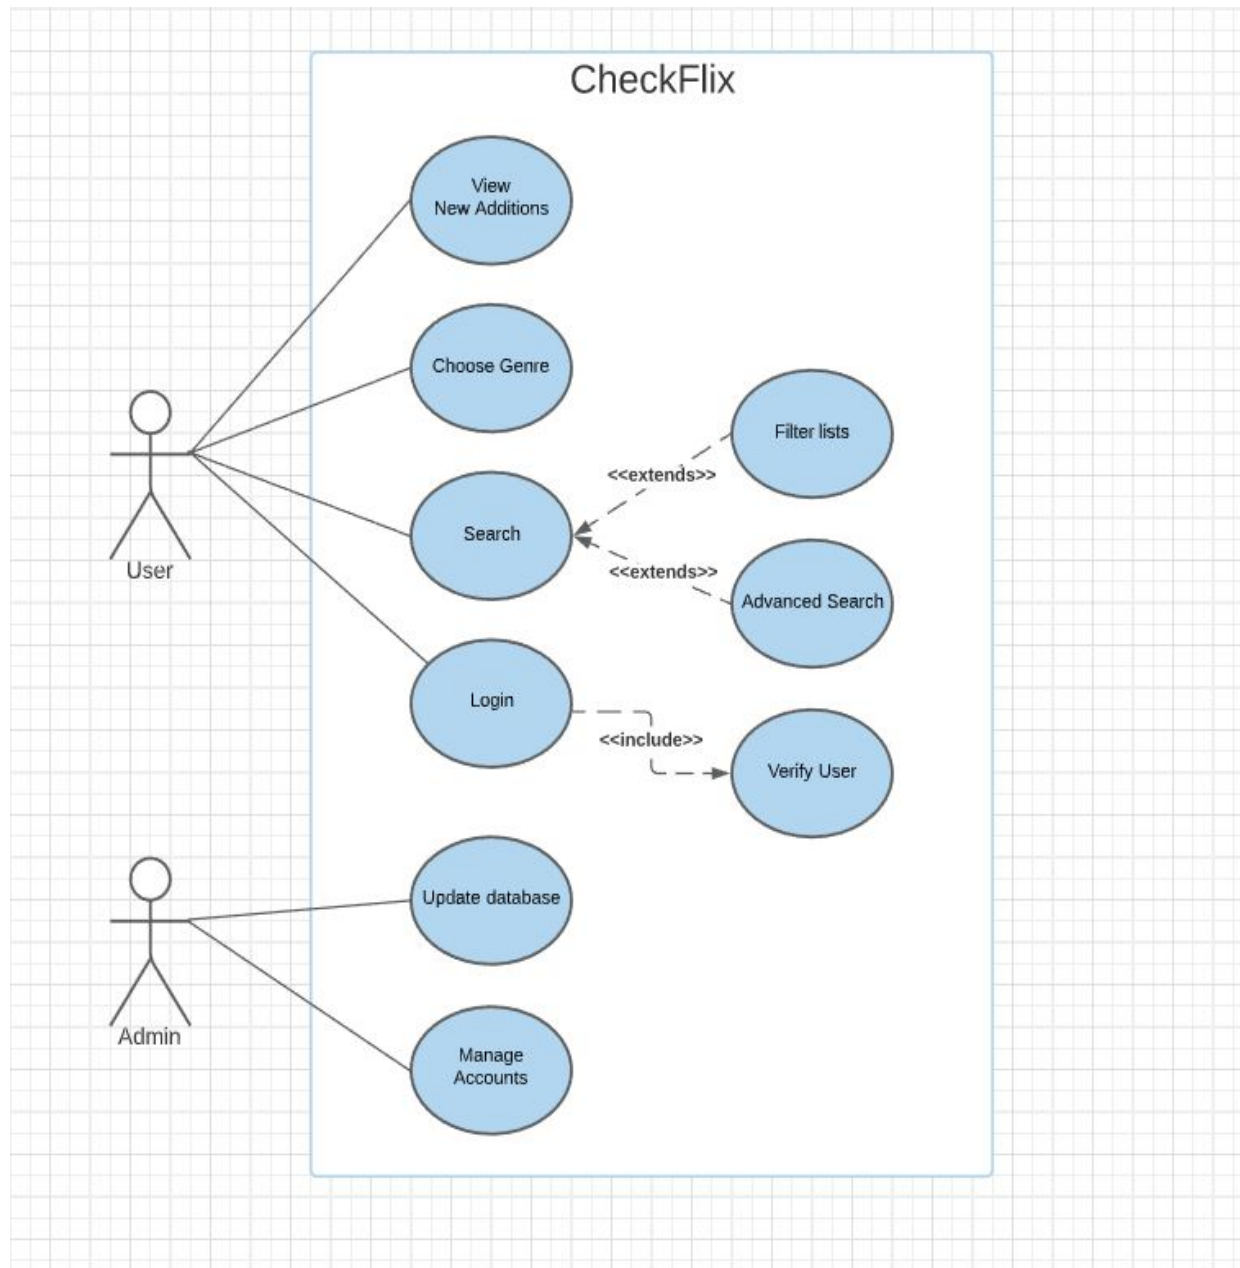 CheckFlix
View
New Additions
Choose Genre
Filter lists
<<extends>>
Search
<<extends>>
Advanced Search
User
Login
<<include>>
Verify User
Update database
Admin
Manage
Accounts